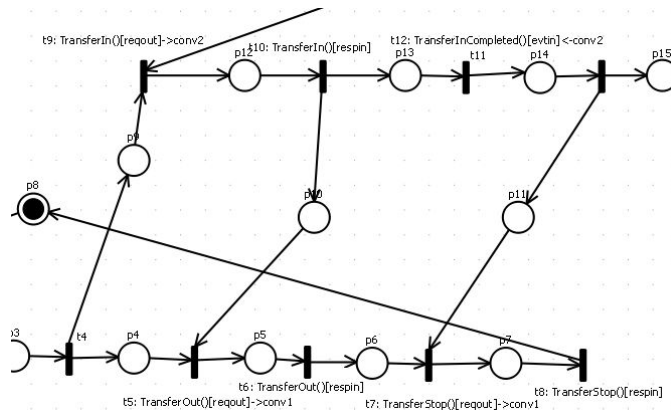 t9: TransferIn()[reqout]->conv2
p12
t10: TransferIn()[respin]
p13
t12: TransferInCompleted()[evtin]<-conv2
t11
p14
p15
p9
p8
p10
p11
p3
t4
p4
p5
p6
p7
t6: TransferOut()[respin]
t8: TransferStop()[respin]
t5: TransferOut()[reqout]->conv1
t7: TransferStop()[reqout]->conv1